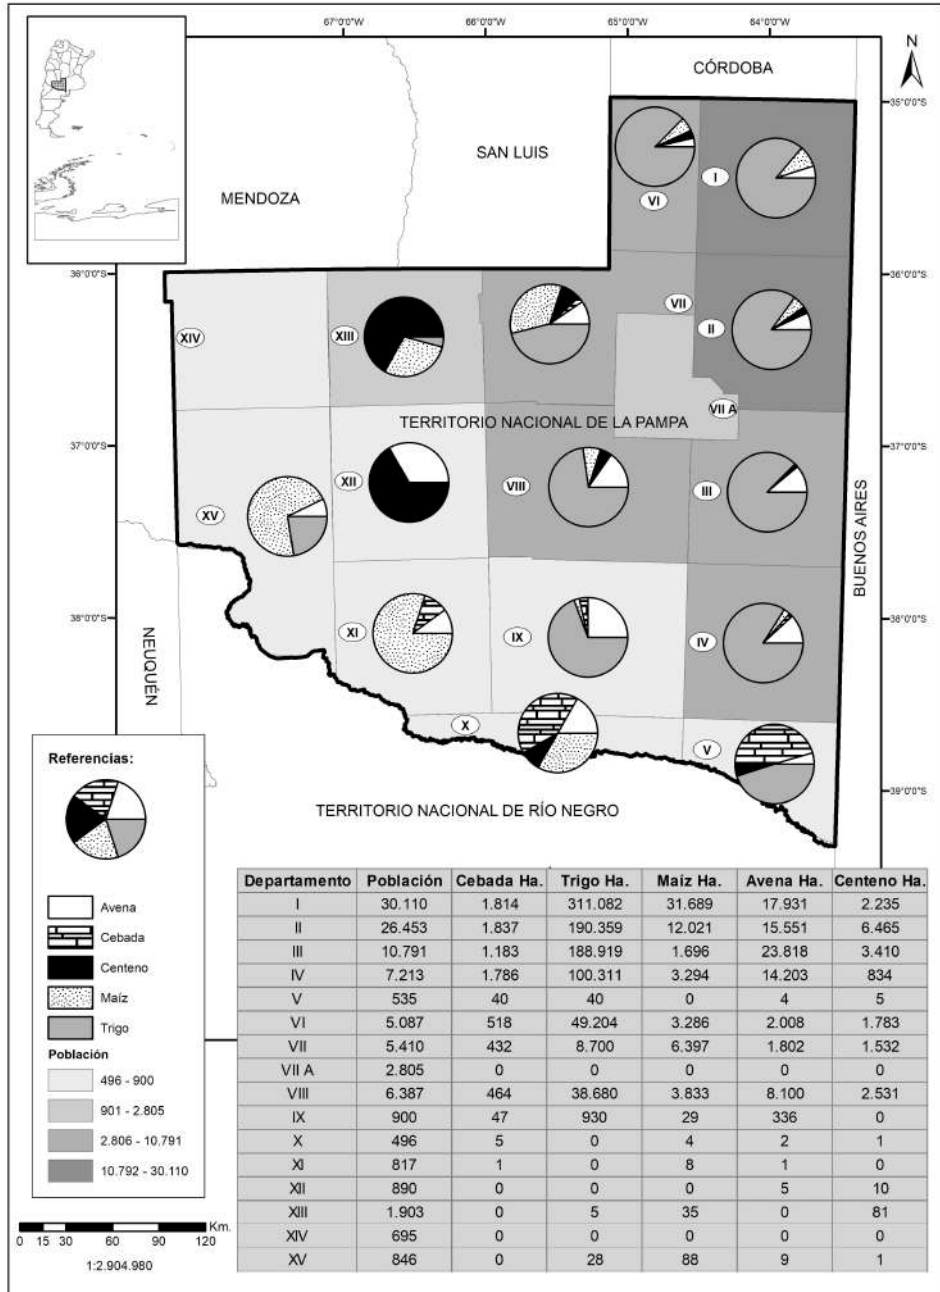 67°0'0"W 66°0'0"W 65°0'0"W 64°0'0"W
N
CÓRDOBA
35°0'0"S
SAN LUIS
MENDOZA
I
VI
36°0'0"S
VII
XIV
XIII
II
VII A
TERRITORIO NACIONAL DE LA PAMPA
37°0'0"S
XII
VIII
III
XV
BUENOS AIRES
38°0'0"S
XI
IX
IV
NEUQUÉN
X
V
39°0'0"S
TERRITORIO NACIONAL DE RÍO NEGRO
Referencias:
Avena
Cebada
Centeno
Maíz
Trigo
Población
496 - 900
901 - 2.805
2.806 - 10.791
10.792 - 30.110
Km.
0 15 30 60 90 120
1:2.904.980
Departamento Población Cebada Ha. Trigo Ha. Maíz Ha. Avena Ha. Centeno Ha.
I 30.110 1.814 311.082 31.689 17.931 2.235
II 26.453 1.837 190.359 12.021 15.551 6.465
III 10.791 1.183 188.919 1.696 23.818 3.410
IV 7.213 1.786 100.311 3.294 14.203 834
V 535 40 40 0 4 5
VI 5.087 518 49.204 3.286 2.008 1.783
VII 5.410 432 8.700 6.397 1.802 1.532
VII A 2.805 0 0 0 0 0
VIII 6.387 464 38.680 3.833 8.100 2.531
IX 900 47 930 29 336 0
X 496 5 0 4 2 1
XI 817 1 0 8 1 0
XII 890 0 0 0 5 10
XIII 1.903 0 5 35 0 81
XIV 695 0 0 0 0 0
XV 846 0 28 88 9 1